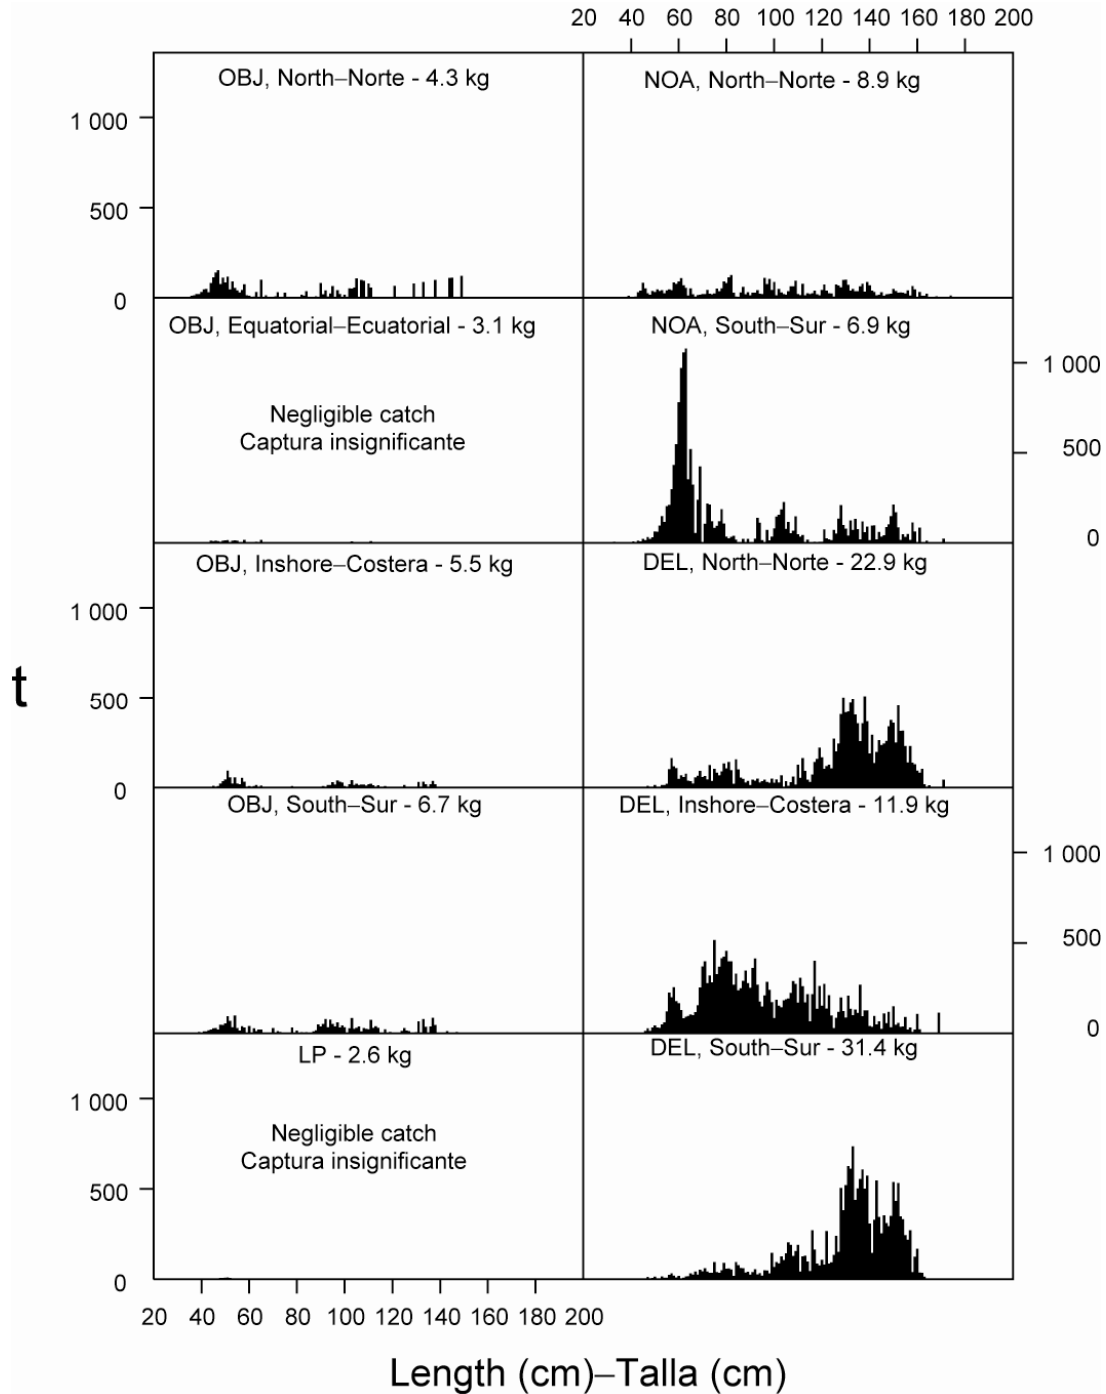 20 40 60 80 100 120 140 160 180 200
OBJ, North–Norte - 4.3 kg
NOA, North–Norte - 8.9 kg
1 000
500
0
OBJ, Equatorial–Ecuatorial - 3.1 kg
NOA, South–Sur - 6.9 kg
Negligible catch
Captura insignificante
1 000
500
0
OBJ, Inshore–Costera - 5.5 kg
DEL, North–Norte - 22.9 kg
1 000
500
0
t
OBJ, South–Sur - 6.7 kg
DEL, Inshore–Costera - 11.9 kg
1 000
500
0
LP - 2.6 kg
DEL, South–Sur - 31.4 kg
Negligible catch
Captura insignificante
1 000
500
0
20 40 60 80 100 120 140 160 180 200
Length (cm)–Talla (cm)